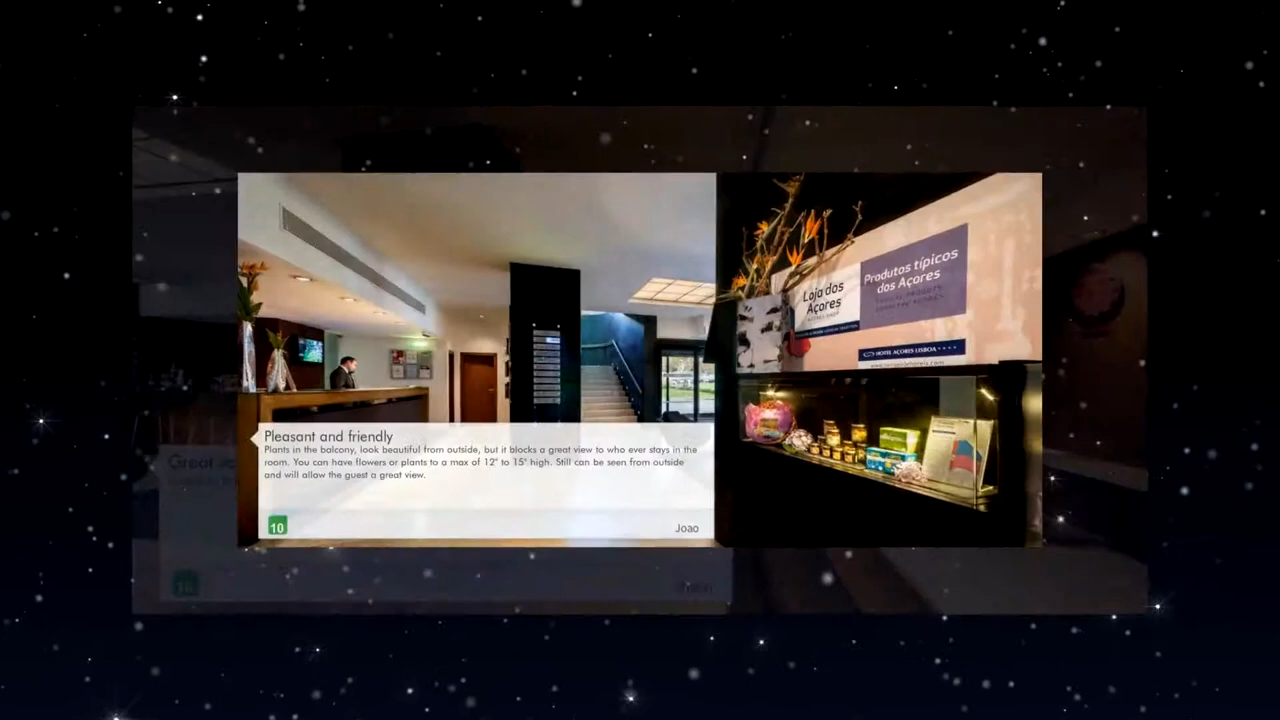 Pleasant and friendly
Plants in the balcony, look beautiful from outside, but it blocks a great view to who ever stays in the
room. You can have flowers or plants to a max of 12" to 15" high. Still can be seen from outside
and will allow the guest a great view.
10
Joao
Loja dos
Açores
Produtos típicos
dos Açores
HOTEL AÇORES LISBOA
Great